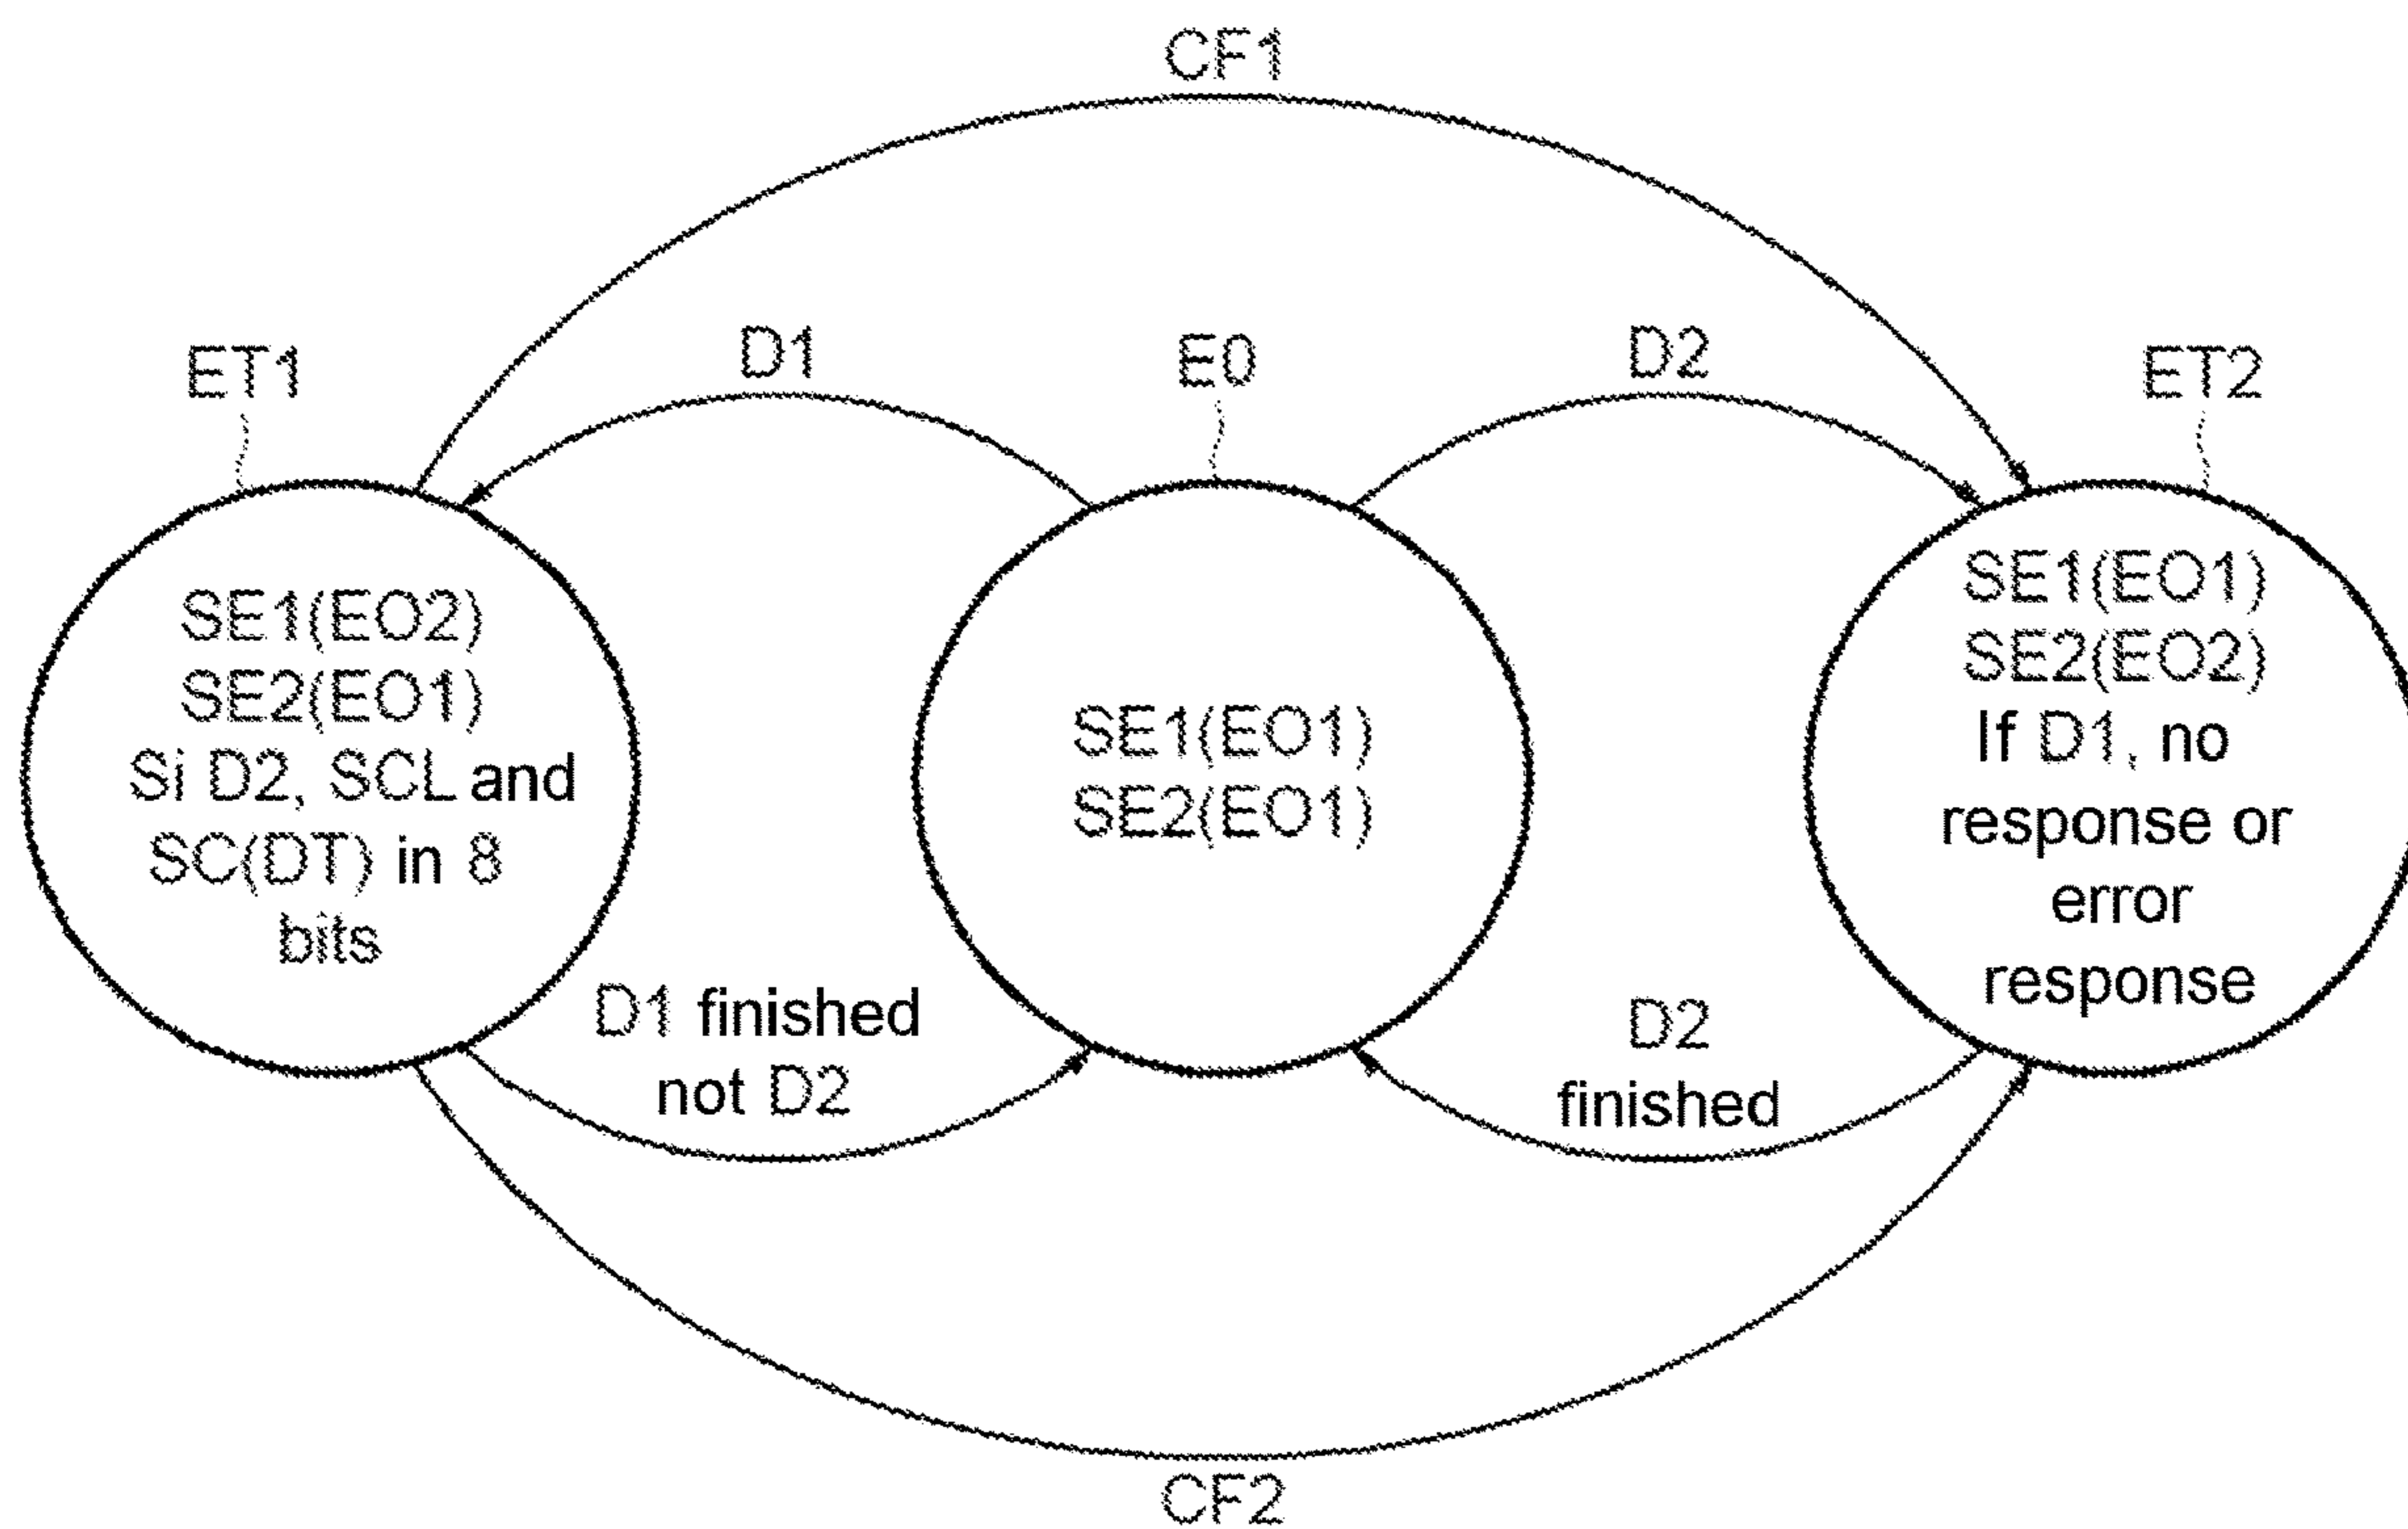 CF1
D1
E0
D2
ET1
ET2
SE1(EO2)
SE2(EO1)
Si D2, SCL and
SC(DT) in 8
bits
SE1(EO1)
SE2(EO1)
SE1(EO1)
SE2(EO2)
If D1, no
response or
error
response
D1 finished
not D2
D2
finished
CF2